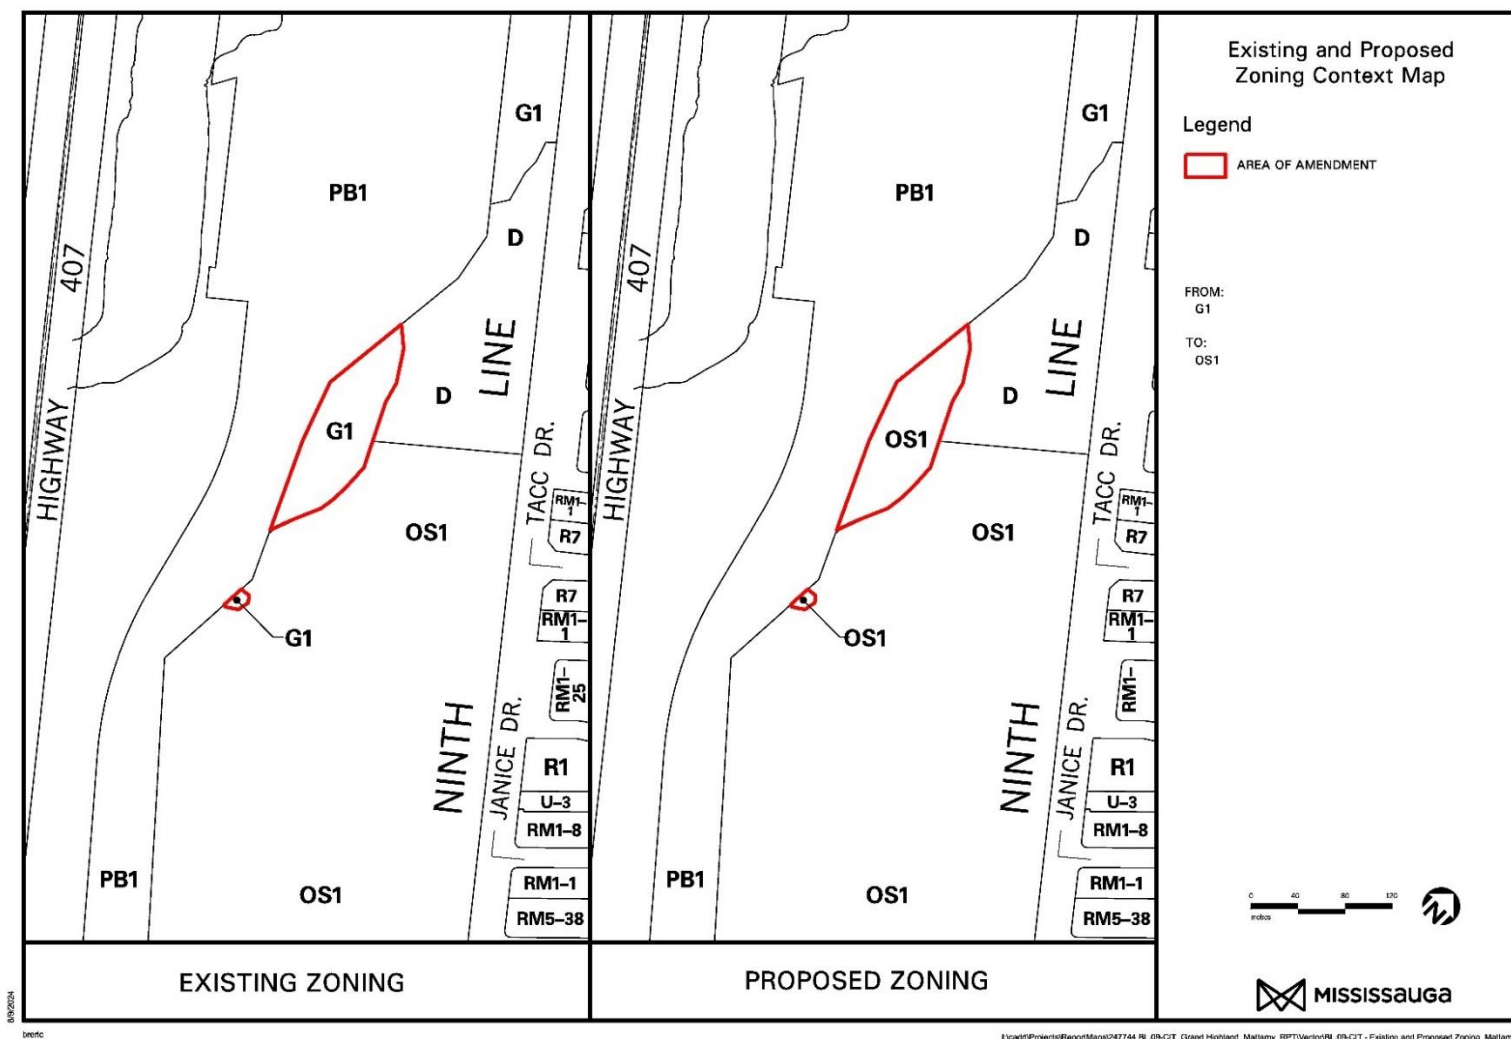 Existing and Proposed
Zoning Context Map
Legend
AREA OF AMENDMENT
FROM:
G1
TO:
OS1
0 40 80 120
metres
MISSISSAUGA
G1
PB1
D
407
LINE
D
G1
HIGHWAY
TACC DR.
RM1-
1
R7
OS1
R7
RM1-
1
G1
RM1-
25
NINTH
JANICE DR.
R1
U-3
RM1-8
PB1
OS1
RM1-1
RM5-38
EXISTING ZONING
G1
PB1
D
407
LINE
D
OS1
HIGHWAY
TACC DR.
RM1-
1
R7
OS1
R7
RM1-
1
OS1
RM1-
NINTH
JANICE DR.
R1
U-3
RM1-8
PB1
OS1
RM1-1
RM5-38
PROPOSED ZONING
8/9/2024